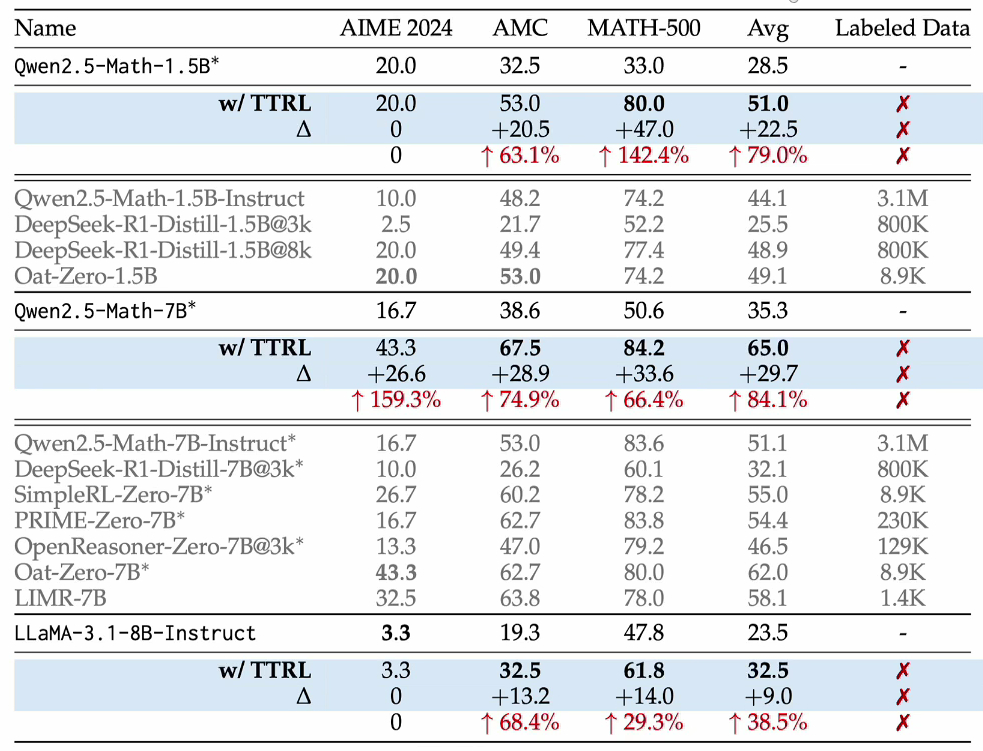 Name AIME 2024 AMC MATH-500 Avg Labeled Data
Qwen2.5-Math-1.5B* 20.0 32.5 33.0 28.5 -
w/ TTRL 20.0 53.0 80.0 51.0 ✗
Δ 0 +20.5 +47.0 +22.5 ✗
0 ↑ 63.1% ↑ 142.4% ↑ 79.0% ✗
Qwen2.5-Math-1.5B-Instruct 10.0 48.2 74.2 44.1 3.1M
DeepSeek-R1-Distill-1.5B@3k 2.5 21.7 52.2 25.5 800K
DeepSeek-R1-Distill-1.5B@8k 20.0 49.4 77.4 48.9 800K
Oat-Zero-1.5B 20.0 53.0 74.2 49.1 8.9K
Qwen2.5-Math-7B* 16.7 38.6 50.6 35.3 -
w/ TTRL 43.3 67.5 84.2 65.0 ✗
Δ +26.6 +28.9 +33.6 +29.7 ✗
↑ 159.3% ↑ 74.9% ↑ 66.4% ↑ 84.1% ✗
Qwen2.5-Math-7B-Instruct* 16.7 53.0 83.6 51.1 3.1M
DeepSeek-R1-Distill-7B@3k* 10.0 26.2 60.1 32.1 800K
SimpleRL-Zero-7B* 26.7 60.2 78.2 55.0 8.9K
PRIME-Zero-7B* 16.7 62.7 83.8 54.4 230K
OpenReasoner-Zero-7B@3k* 13.3 47.0 79.2 46.5 129K
Oat-Zero-7B* 43.3 62.7 80.0 62.0 8.9K
LIMR-7B 32.5 63.8 78.0 58.1 1.4K
LLaMA-3.1-8B-Instruct 3.3 19.3 47.8 23.5 -
w/ TTRL 3.3 32.5 61.8 32.5 ✗
Δ 0 +13.2 +14.0 +9.0 ✗
0 ↑ 68.4% ↑ 29.3% ↑ 38.5% ✗